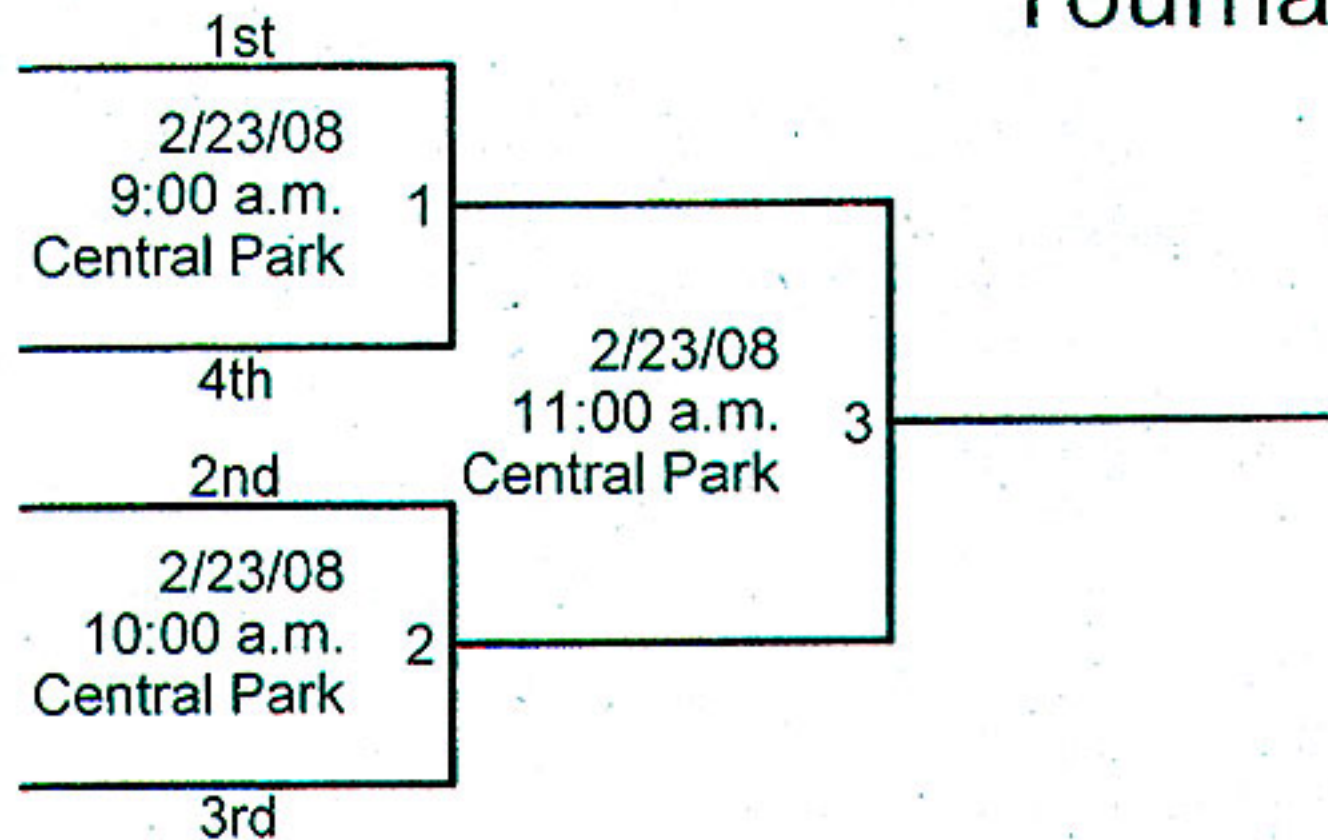 1st
2/23/08
9:00 a.m.
Central Park
1
4th
2/23/08
11:00 a.m.
Central Park
3
2nd
2/23/08
10:00 a.m.
Central Park
2
3rd